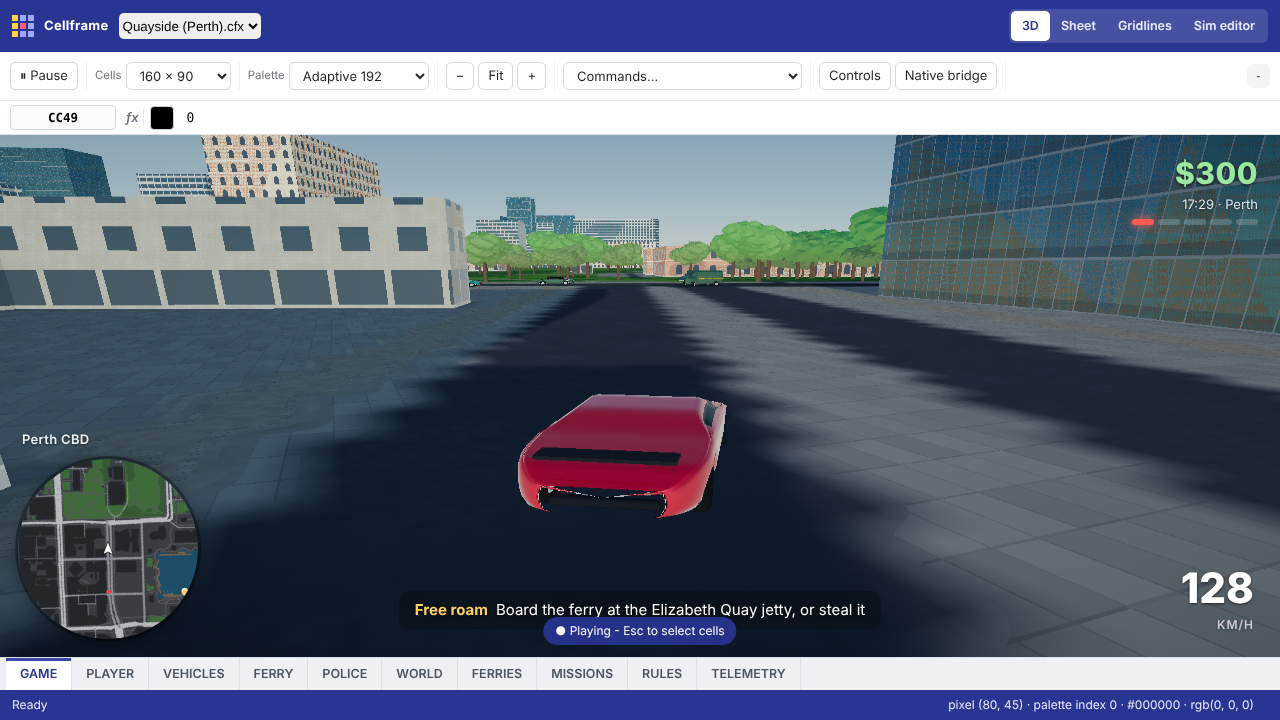 Cellframe
Quayside (Perth).cfx
3D
Sheet
Gridlines
Sim editor
Pause
Cells
160 × 90
Palette
Adaptive 192
−
Fit
+
Commands...
Controls
Native bridge
-
CC49
fx
0
$300
17:29 · Perth
Perth CBD
128
KM/H
Free roam Board the ferry at the Elizabeth Quay jetty, or steal it
Playing - Esc to select cells
GAME
PLAYER
VEHICLES
FERRY
POLICE
WORLD
FERRIES
MISSIONS
RULES
TELEMETRY
Ready
pixel (80, 45) · palette index 0 · #000000 · rgb(0, 0, 0)